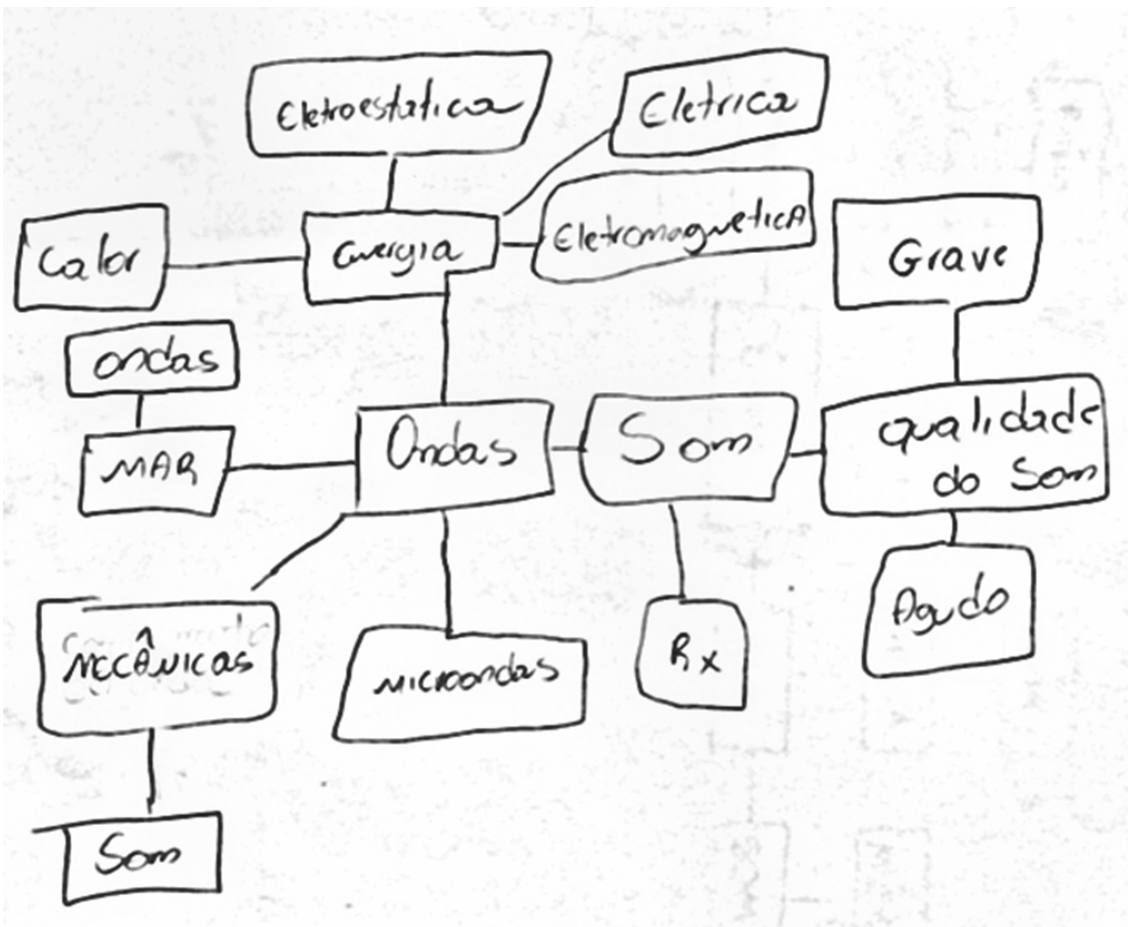 Eletroestatica
Eletrica
Calor
Energia
EletromagneticA
Grave
ondas
MAR
Ondas
Som
qualidade
do Som
MECÂNICAS
MICROONDAS
Rx
Agudo
Som